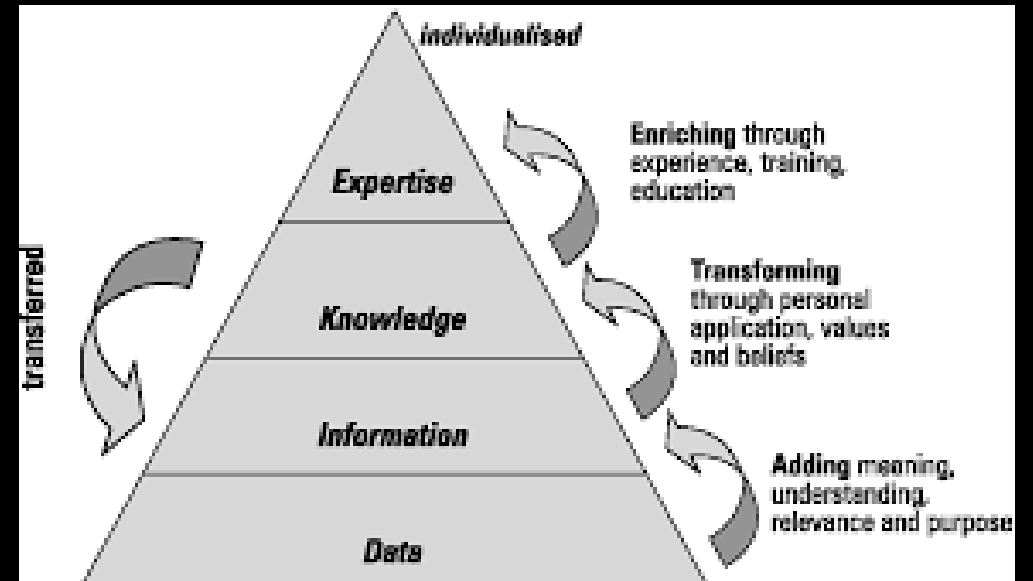 individualised
Enriching through
experience, training,
education
Expertise
transferred
Transforming
through personal
application, values
and beliefs
Knowledge
Information
Adding meaning,
understanding,
relevance and purpose
Data